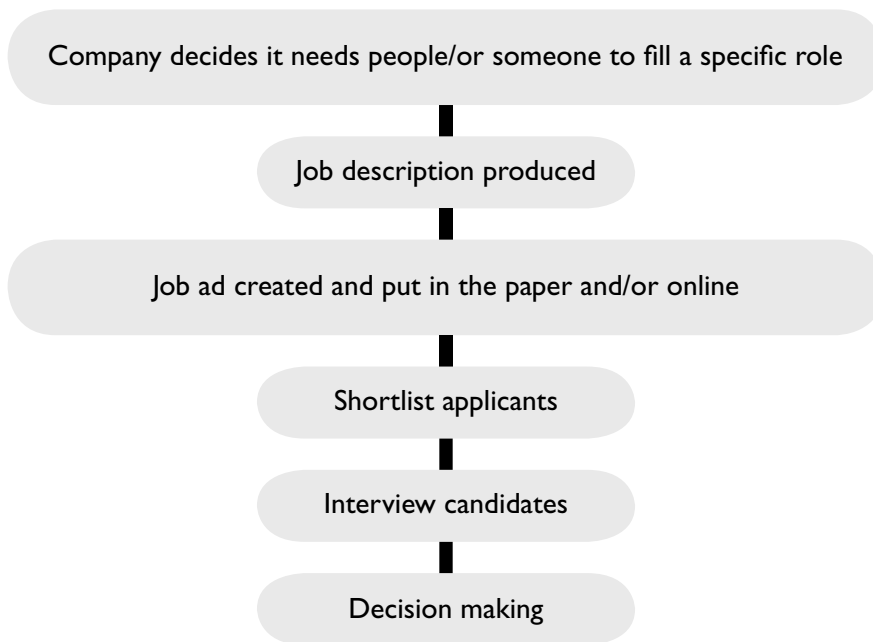 Company decides it needs people/or someone to fill a specific role
Job description produced
Job ad created and put in the paper and/or online
Shortlist applicants
Interview candidates
Decision making